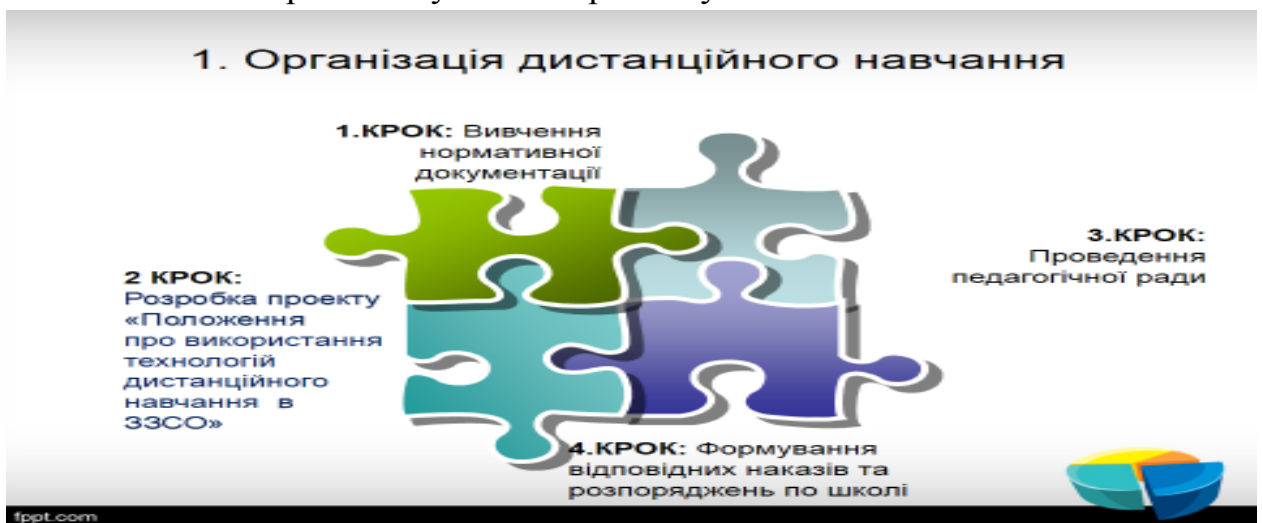 1. Організація дистанційного навчання
1.КРОК: Вивчення
нормативної
документації
2 КРОК:
Розробка проекту
«Положення
про використання
технологій
дистанційного
навчання в
ЗЗСО»
3.КРОК:
Проведення
педагогічної ради
4.КРОК: Формування
відповідних наказів та
розпоряджень по школі
fppt.com